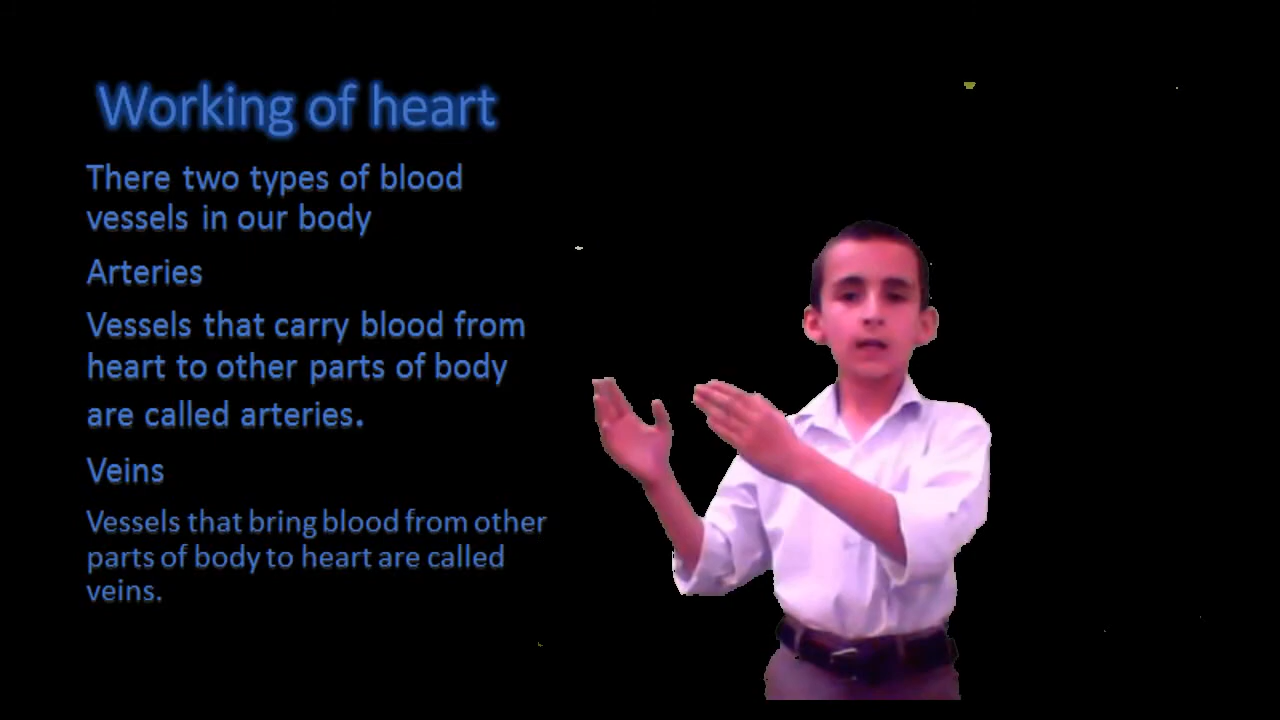 Working of heart
There two types of blood
vessels in our body
Arteries
Vessels that carry blood from
heart to other parts of body
are called arteries.
Veins
Vessels that bring blood from other
parts of body to heart are called
veins.